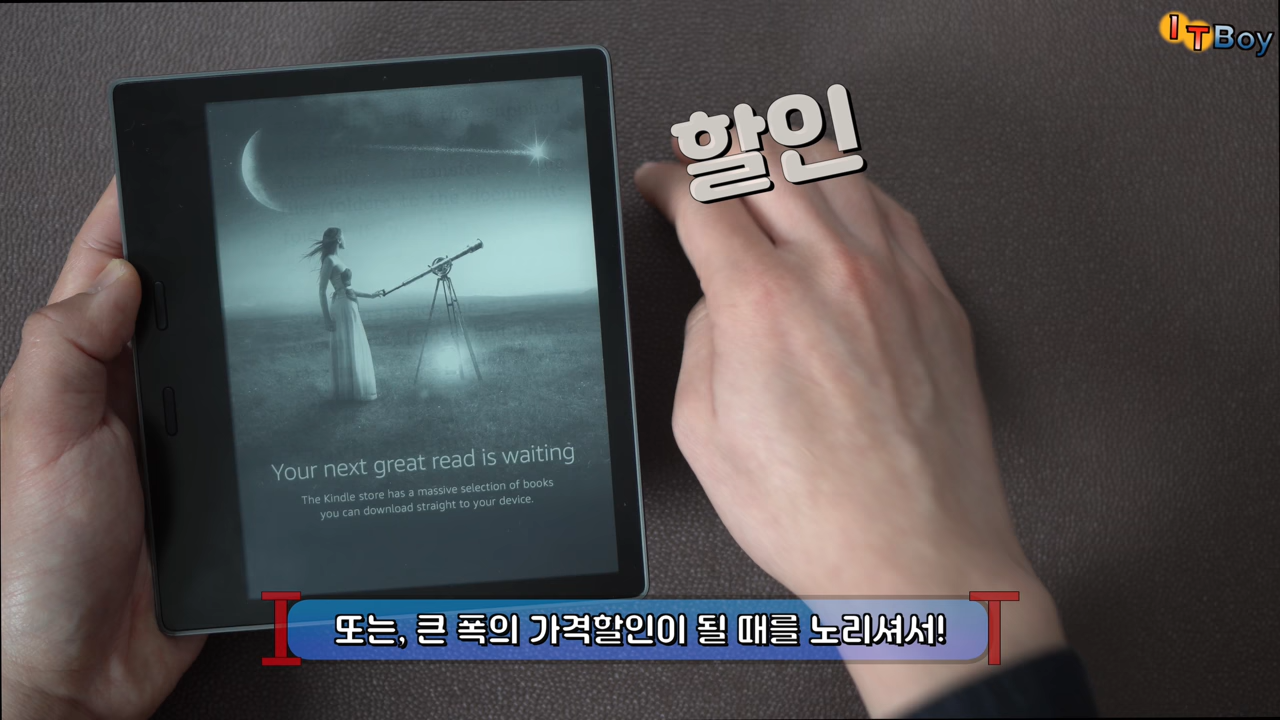 ITBoy
할인
Your next great read is waiting
The Kindle store has a massive selection of books
you can download straight to your device.
또는, 큰 폭의 가격할인이 될 때를 노리셔서!